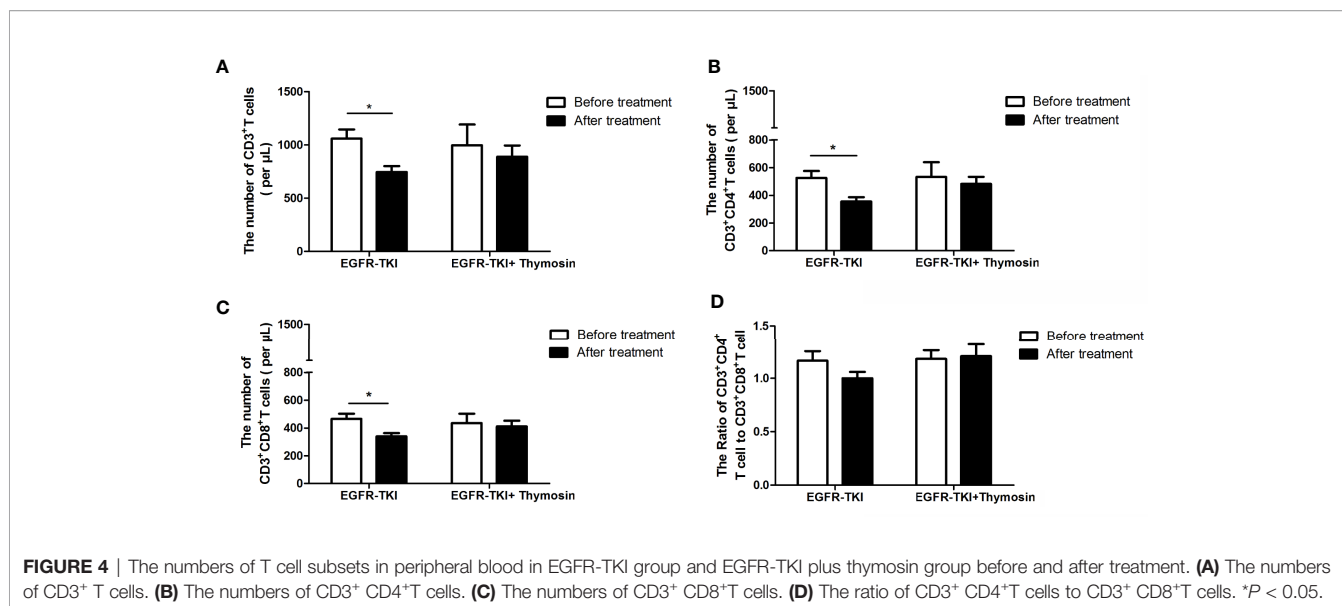 A
The number of CD3⁺T cells
( per μL)
1500
1000
500
0
*
EGFR-TKI
EGFR-TKI+ Thymosin
Before treatment
After treatment
B
The number of
CD3⁺CD4⁺T cells ( per μL)
1500
800
600
400
200
0
*
EGFR-TKI
EGFR-TKI+ Thymosin
Before treatment
After treatment
C
The number of
CD3⁺CD8⁺T cells ( per μL)
1500
800
600
400
200
0
*
EGFR-TKI
EGFR-TKI+ Thymosin
Before treatment
After treatment
D
The Ratio of CD3⁺CD4⁺
T cell to CD3⁺CD8⁺T cell
1.5
1.0
0.5
0.0
EGFR-TKI
EGFR-TKI+Thymosin
Before treatment
After treatment
FIGURE 4 | The numbers of T cell subsets in peripheral blood in EGFR-TKI group and EGFR-TKI plus thymosin group before and after treatment. (A) The numbers
of CD3⁺ T cells. (B) The numbers of CD3⁺ CD4⁺T cells. (C) The numbers of CD3⁺ CD8⁺T cells. (D) The ratio of CD3⁺ CD4⁺T cells to CD3⁺ CD8⁺T cells. *P < 0.05.